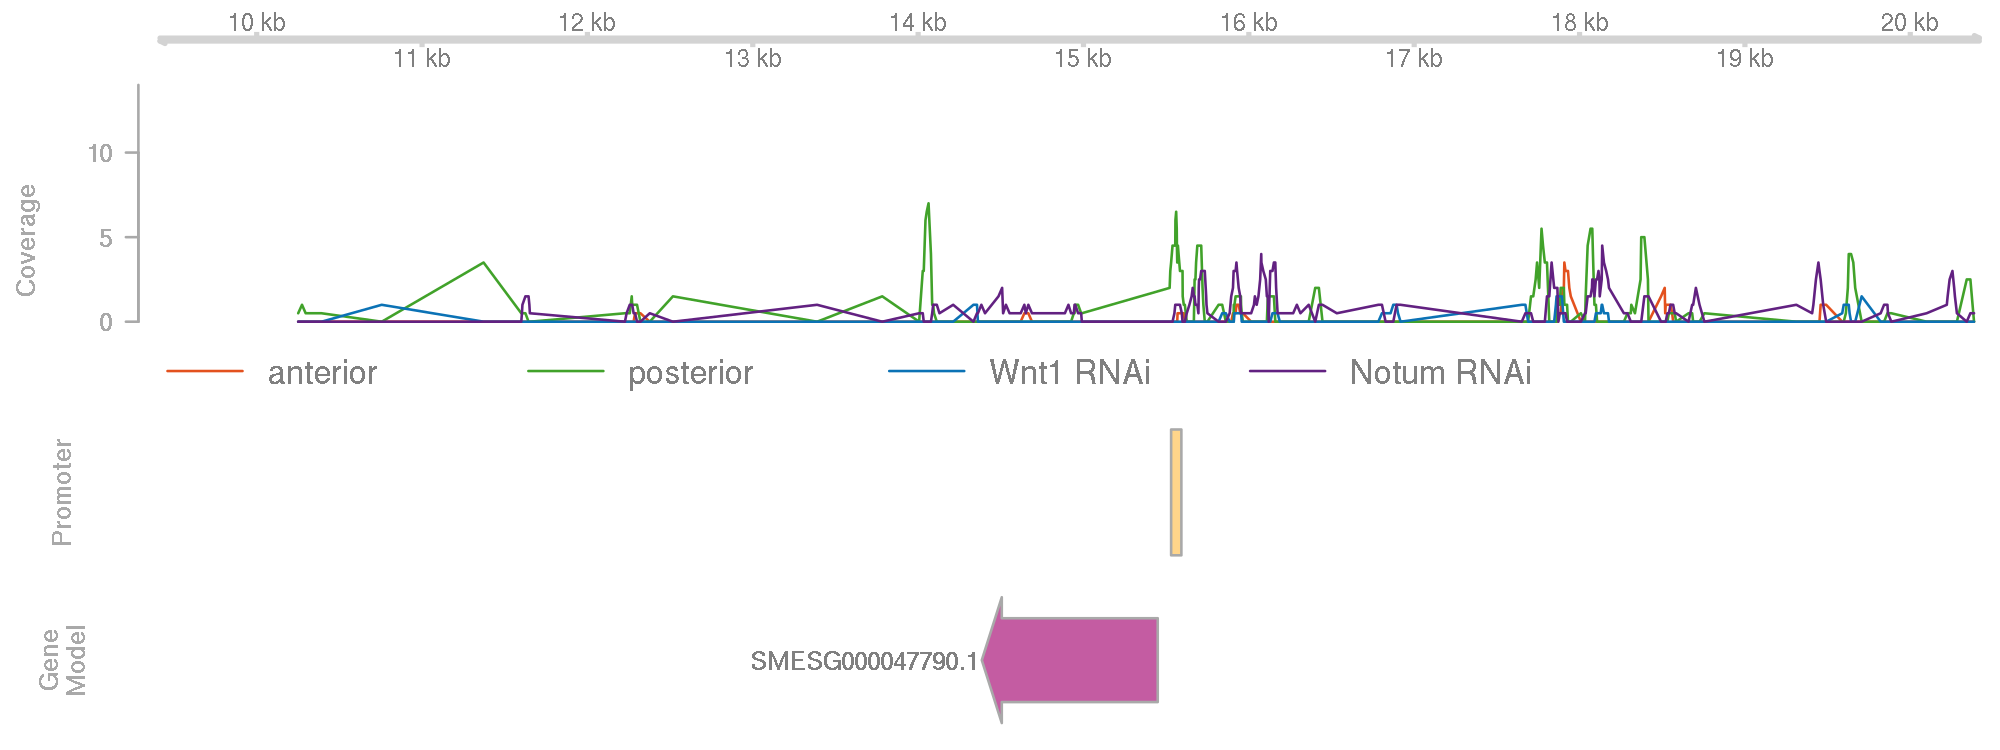 10 kb 12 kb 14 kb 16 kb 18 kb 20 kb
11 kb 13 kb 15 kb 17 kb 19 kb
Coverage
10
5
0
anterior posterior Wnt1 RNAi Notum RNAi
Promoter
Gene
Model
SMESG000047790.1